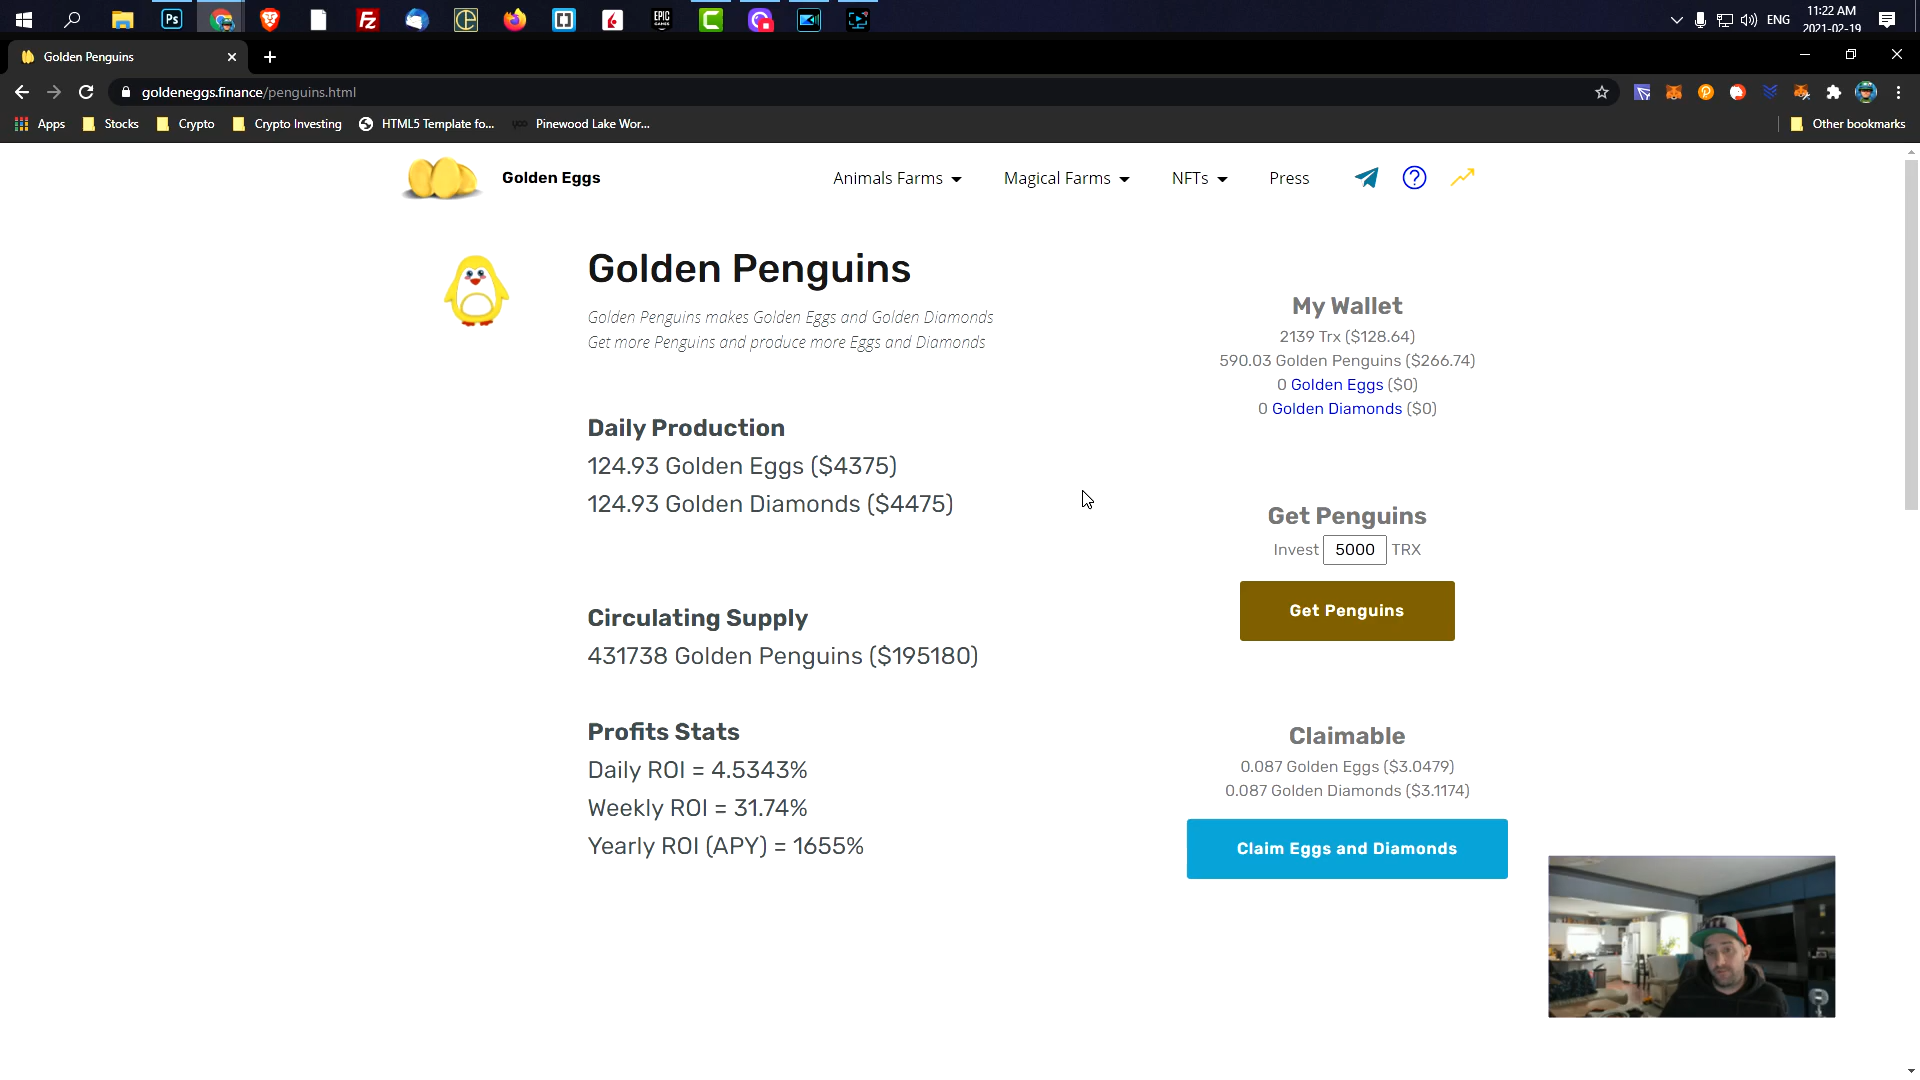 Ps
Fz
EPIC
GAMES
ENG
11:22 AM
2021-02-19
Golden Penguins
goldeneggs.finance/penguins.html
Apps
Stocks
Crypto
Crypto Investing
HTML5 Template fo...
Pinewood Lake Wor...
Other bookmarks
Golden Eggs
Animals Farms
Magical Farms
NFTs
Press
Golden Penguins
Golden Penguins makes Golden Eggs and Golden Diamonds
Get more Penguins and produce more Eggs and Diamonds
Daily Production
124.93 Golden Eggs ($4375)
124.93 Golden Diamonds ($4475)
Circulating Supply
431738 Golden Penguins ($195180)
Profits Stats
Daily ROI = 4.5343%
Weekly ROI = 31.74%
Yearly ROI (APY) = 1655%
My Wallet
2139 Trx ($128.64)
590.03 Golden Penguins ($266.74)
0 Golden Eggs ($0)
0 Golden Diamonds ($0)
Get Penguins
Invest 5000 TRX
Get Penguins
Claimable
0.087 Golden Eggs ($3.0479)
0.087 Golden Diamonds ($3.1174)
Claim Eggs and Diamonds